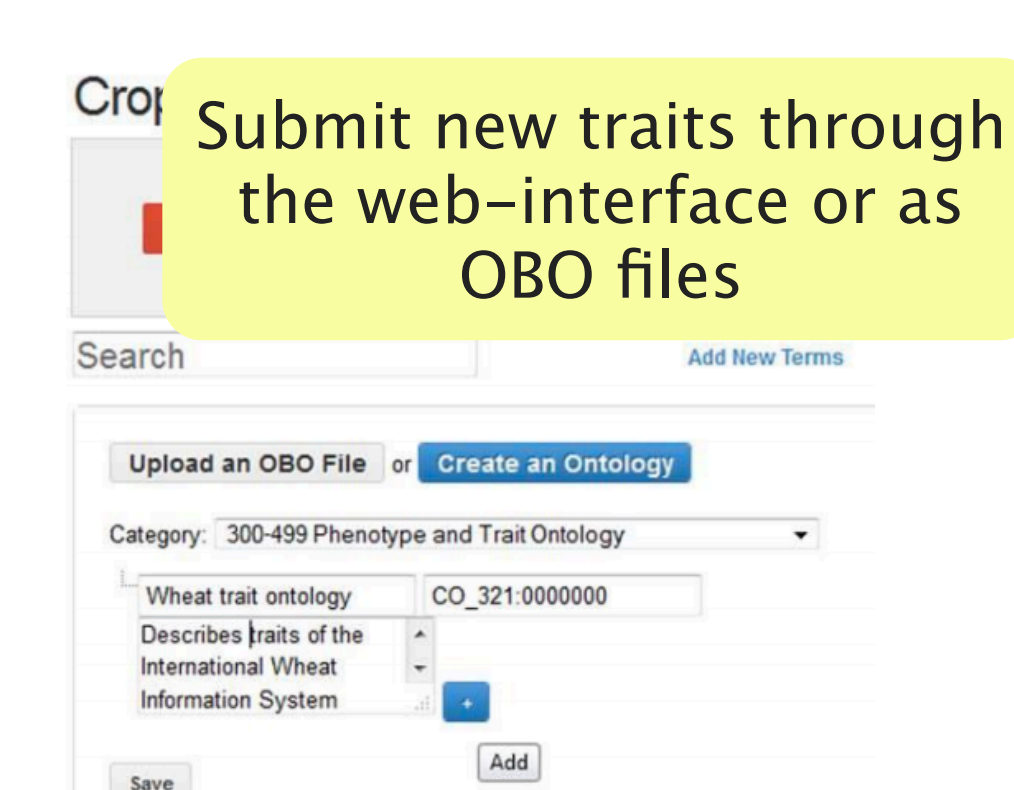 Crop
Submit new traits through
the web-interface or as
OBO files
Search
Add New Terms
Upload an OBO File or Create an Ontology
Category: 300-499 Phenotype and Trait Ontology
Wheat trait ontology CO_321:0000000
Describes traits of the
International Wheat
Information System
+
Add
Save